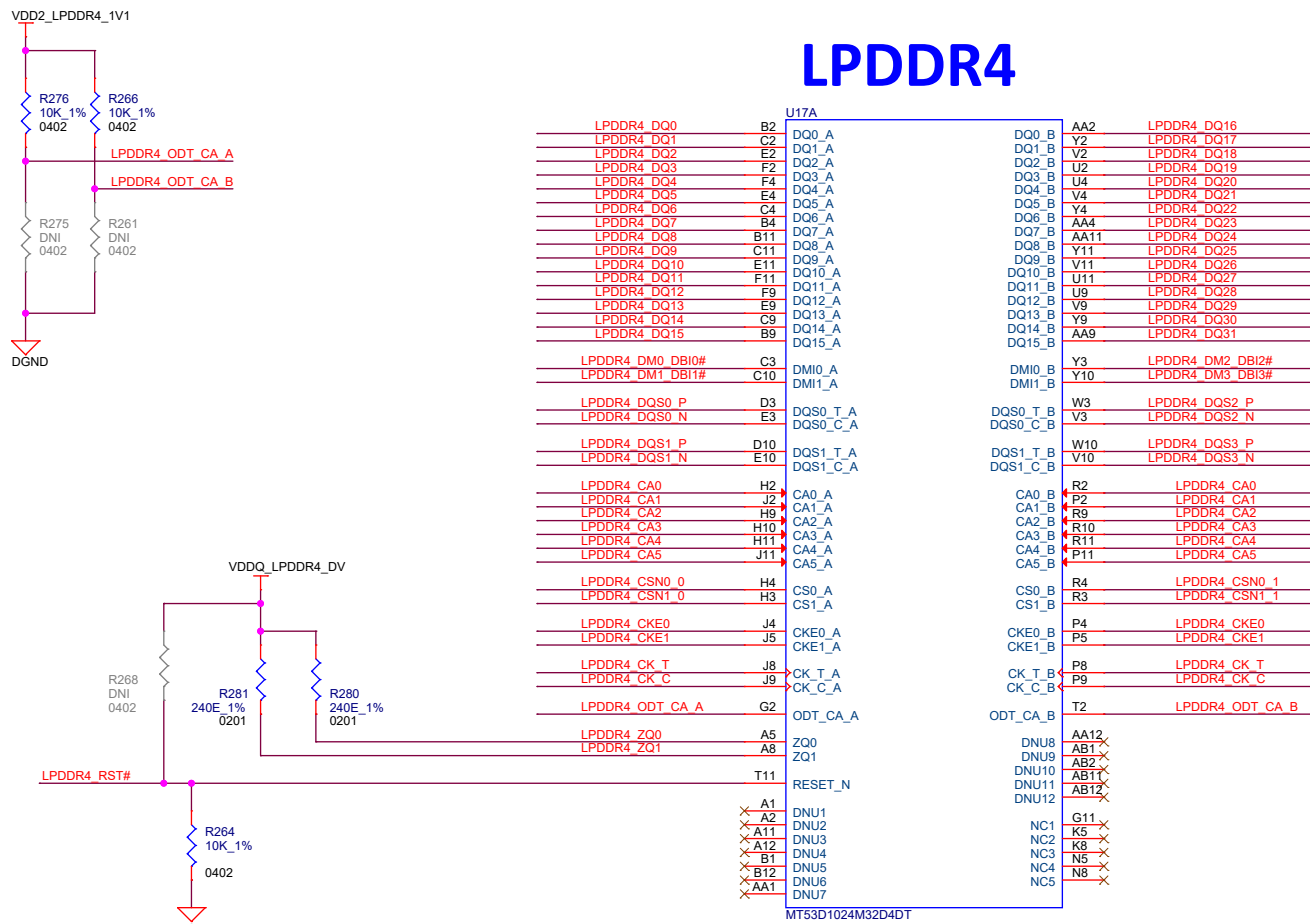 VDD2_LPDDR4_1V1
R276 R266
10K_1% 10K_1%
0402 0402
LPDDR4_ODT_CA_A
LPDDR4_ODT_CA_B
R275 R261
DNI DNI
0402 0402
DGND
LPDDR4
U17A
LPDDR4_DQ0 B2 DQ0_A DQ0_B AA2 LPDDR4_DQ16
LPDDR4_DQ1 C2 DQ1_A DQ1_B Y2 LPDDR4_DQ17
LPDDR4_DQ2 E2 DQ2_A DQ2_B V2 LPDDR4_DQ18
LPDDR4_DQ3 F2 DQ3_A DQ3_B U2 LPDDR4_DQ19
LPDDR4_DQ4 F4 DQ4_A DQ4_B U4 LPDDR4_DQ20
LPDDR4_DQ5 E4 DQ5_A DQ5_B V4 LPDDR4_DQ21
LPDDR4_DQ6 C4 DQ6_A DQ6_B Y4 LPDDR4_DQ22
LPDDR4_DQ7 B4 DQ7_A DQ7_B AA4 LPDDR4_DQ23
LPDDR4_DQ8 B11 DQ8_A DQ8_B AA11 LPDDR4_DQ24
LPDDR4_DQ9 C11 DQ9_A DQ9_B Y11 LPDDR4_DQ25
LPDDR4_DQ10 E11 DQ10_A DQ10_B V11 LPDDR4_DQ26
LPDDR4_DQ11 F11 DQ11_A DQ11_B U11 LPDDR4_DQ27
LPDDR4_DQ12 F9 DQ12_A DQ12_B U9 LPDDR4_DQ28
LPDDR4_DQ13 E9 DQ13_A DQ13_B V9 LPDDR4_DQ29
LPDDR4_DQ14 C9 DQ14_A DQ14_B Y9 LPDDR4_DQ30
LPDDR4_DQ15 B9 DQ15_A DQ15_B AA9 LPDDR4_DQ31
LPDDR4_DM0_DBI0# C3 DMI0_A DMI0_B Y3 LPDDR4_DM2_DBI2#
LPDDR4_DM1_DBI1# C10 DMI1_A DMI1_B Y10 LPDDR4_DM3_DBI3#
LPDDR4_DQS0_P D3 DQS0_T_A DQS0_T_B W3 LPDDR4_DQS2_P
LPDDR4_DQS0_N E3 DQS0_C_A DQS0_C_B V3 LPDDR4_DQS2_N
LPDDR4_DQS1_P D10 DQS1_T_A DQS1_T_B W10 LPDDR4_DQS3_P
LPDDR4_DQS1_N E10 DQS1_C_A DQS1_C_B V10 LPDDR4_DQS3_N
LPDDR4_CA0 H2 CA0_A CA0_B R2 LPDDR4_CA0
LPDDR4_CA1 J2 CA1_A CA1_B P2 LPDDR4_CA1
LPDDR4_CA2 H9 CA2_A CA2_B R9 LPDDR4_CA2
LPDDR4_CA3 H10 CA3_A CA3_B R10 LPDDR4_CA3
LPDDR4_CA4 H11 CA4_A CA4_B R11 LPDDR4_CA4
LPDDR4_CA5 J11 CA5_A CA5_B P11 LPDDR4_CA5
LPDDR4_CSN0_0 H4 CS0_A CS0_B R4 LPDDR4_CSN0_1
LPDDR4_CSN1_0 H3 CS1_A CS1_B R3 LPDDR4_CSN1_1
LPDDR4_CKE0 J4 CKE0_A CKE0_B P4 LPDDR4_CKE0
LPDDR4_CKE1 J5 CKE1_A CKE1_B P5 LPDDR4_CKE1
LPDDR4_CK_T J8 CK_T_A CK_T_B P8 LPDDR4_CK_T
LPDDR4_CK_C J9 CK_C_A CK_C_B P9 LPDDR4_CK_C
LPDDR4_ODT_CA_A G2 ODT_CA_A ODT_CA_B T2 LPDDR4_ODT_CA_B
LPDDR4_ZQ0 A5 ZQ0 DNU8 AA12
LPDDR4_ZQ1 A8 ZQ1 DNU9 AB1
DNU10 AB2
T11 RESET_N DNU11 AB11
DNU12 AB12
A1 DNU1
A2 DNU2 NC1 G11
A11 DNU3 NC2 K5
A12 DNU4 NC3 K8
B1 DNU5 NC4 N5
B12 DNU6 NC5 N8
AA1 DNU7
MT53D1024M32D4DT
VDDQ_LPDDR4_DV
R268
DNI
0402
R281 R280
240E_1% 240E_1%
0201 0201
LPDDR4_RST#
R264
10K_1%
0402